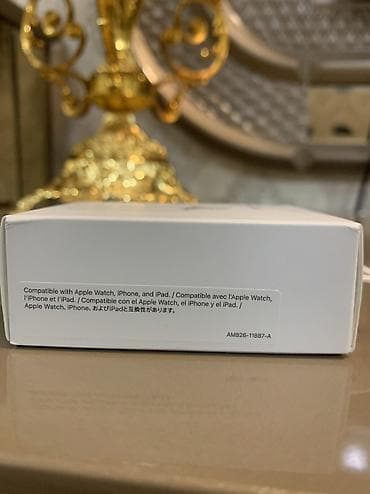 Compatible with Apple Watch, iPhone, and iPad. / Compatible avec l'Apple Watch,
l'iPhone et l'iPad. / Compatible con el Apple Watch, el iPhone y el iPad. /
Apple Watch、iPhone、およびiPadと互換性があります。
AM926-11887-A